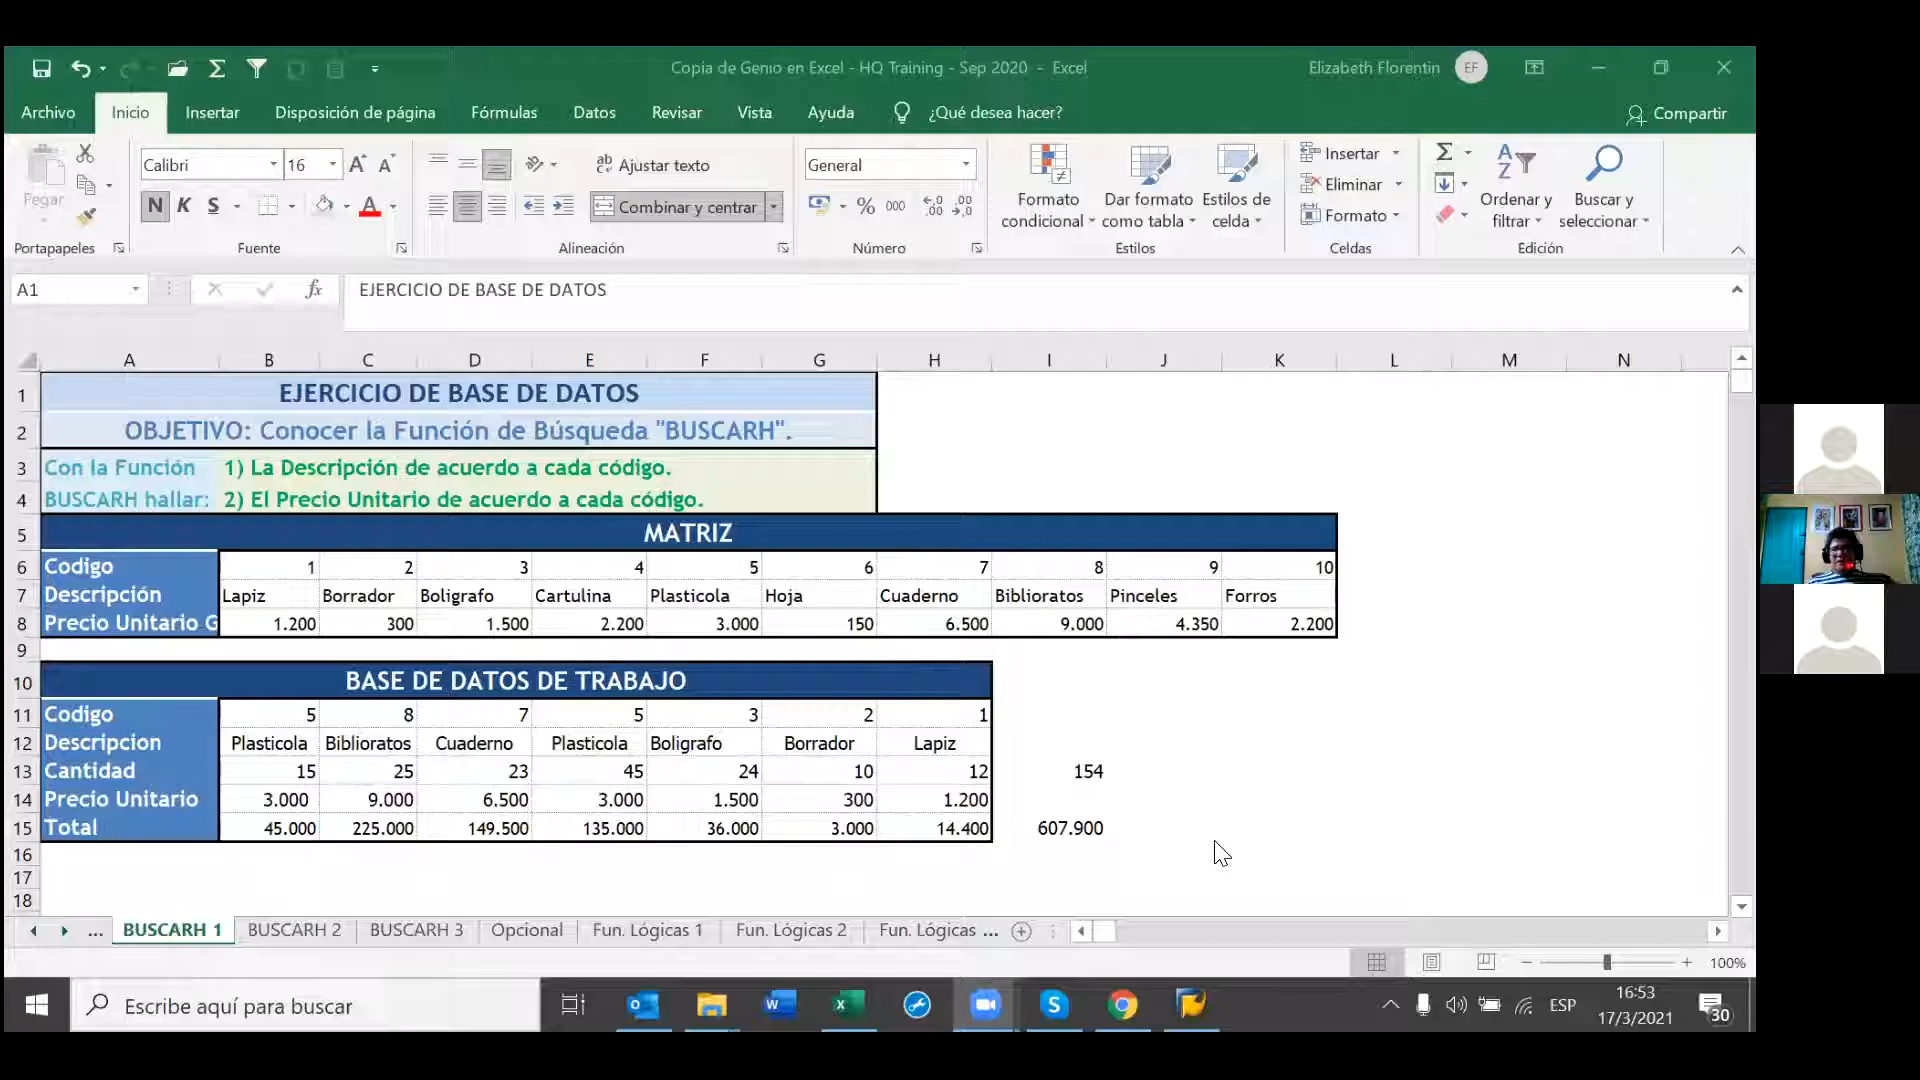 Copia de Genio en Excel - HQ Training - Sep 2020 - Excel
Elizabeth Florentin
EF
Archivo Inicio Insertar Disposición de página Fórmulas Datos Revisar Vista Ayuda ¿Qué desea hacer? Compartir
Pegar
Portapapeles
Calibri 16
N K S
Fuente
Ajustar texto
Combinar y centrar
Alineación
General
% 000
Número
Formato condicional
Dar formato como tabla
Estilos de celda
Estilos
Insertar
Eliminar
Formato
Celdas
Ordenar y filtrar
Buscar y seleccionar
Edición
A1 fx EJERCICIO DE BASE DE DATOS
A B C D E F G H I J K L M N
1 EJERCICIO DE BASE DE DATOS
2 OBJETIVO: Conocer la Función de Búsqueda "BUSCARH".
3 Con la Función 1) La Descripción de acuerdo a cada código.
4 BUSCARH hallar: 2) El Precio Unitario de acuerdo a cada código.
5 MATRIZ
6 Codigo 1 2 3 4 5 6 7 8 9 10
7 Descripción Lapiz Borrador Boligrafo Cartulina Plasticola Hoja Cuaderno Biblioratos Pinceles Forros
8 Precio Unitario G 1.200 300 1.500 2.200 3.000 150 6.500 9.000 4.350 2.200
9
10 BASE DE DATOS DE TRABAJO
11 Codigo 5 8 7 5 3 2 1
12 Descripcion Plasticola Biblioratos Cuaderno Plasticola Boligrafo Borrador Lapiz
13 Cantidad 15 25 23 45 24 10 12 154
14 Precio Unitario 3.000 9.000 6.500 3.000 1.500 300 1.200
15 Total 45.000 225.000 149.500 135.000 36.000 3.000 14.400 607.900
16
17
18
... BUSCARH 1 BUSCARH 2 BUSCARH 3 Opcional Fun. Lógicas 1 Fun. Lógicas 2 Fun. Lógicas ...
100%
Escribe aquí para buscar
ESP
16:53
17/3/2021
30